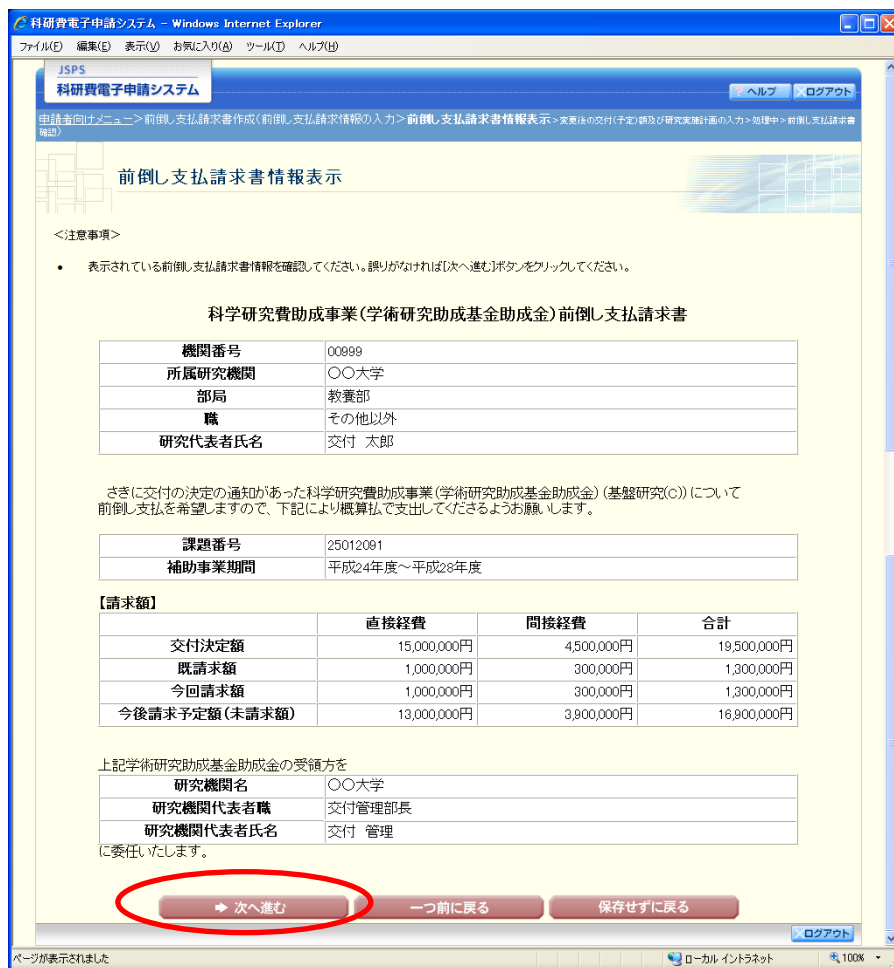 科研費電子申請システム - Windows Internet Explorer
ファイル(F) 編集(E) 表示(V) お気に入り(A) ツール(T) ヘルプ(H)
JSPS
科研費電子申請システム
? ヘルプ ログアウト
申請者向けメニュー>前倒し支払請求書作成(前倒し支払請求情報の入力>前倒し支払請求書情報表示>変更後の交付(予定)額及び研究実施計画の入力>処理中>前倒し支払請求書
確認)
前倒し支払請求書情報表示
<注意事項>
• 表示されている前倒し支払請求書情報を確認してください。誤りがなければ[次へ進む]ボタンをクリックしてください。
科学研究費助成事業(学術研究助成基金助成金)前倒し支払請求書
機関番号 00999
所属研究機関 〇〇大学
部局 教養部
職 その他以外
研究代表者氏名 交付 太郎
さきに交付の決定の通知があった科学研究費助成事業(学術研究助成基金助成金)(基盤研究(C))について
前倒し支払を希望しますので、下記により概算払で支出してくださるようお願いします。
課題番号 25012091
補助事業期間 平成24年度～平成28年度
【請求額】
直接経費 間接経費 合計
交付決定額 15,000,000円 4,500,000円 19,500,000円
既請求額 1,000,000円 300,000円 1,300,000円
今回請求額 1,000,000円 300,000円 1,300,000円
今後請求予定額(未請求額) 13,000,000円 3,900,000円 16,900,000円
上記学術研究助成基金助成金の受領方を
研究機関名 〇〇大学
研究機関代表者職 交付管理部長
研究機関代表者氏名 交付 管理
に委任いたします。
➡ 次へ進む 一つ前に戻る 保存せずに戻る
ログアウト
ページが表示されました ローカル イントラネット 100%